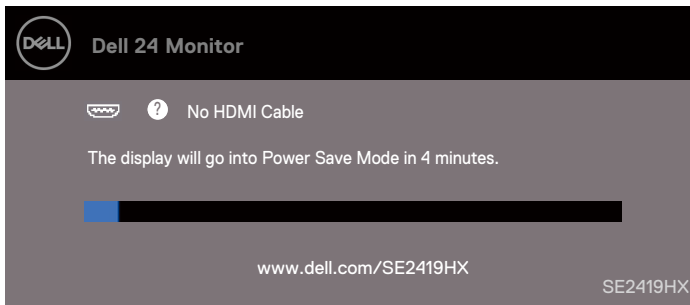 DELL
Dell 24 Monitor
? No HDMI Cable
The display will go into Power Save Mode in 4 minutes.
www.dell.com/SE2419HX
SE2419HX